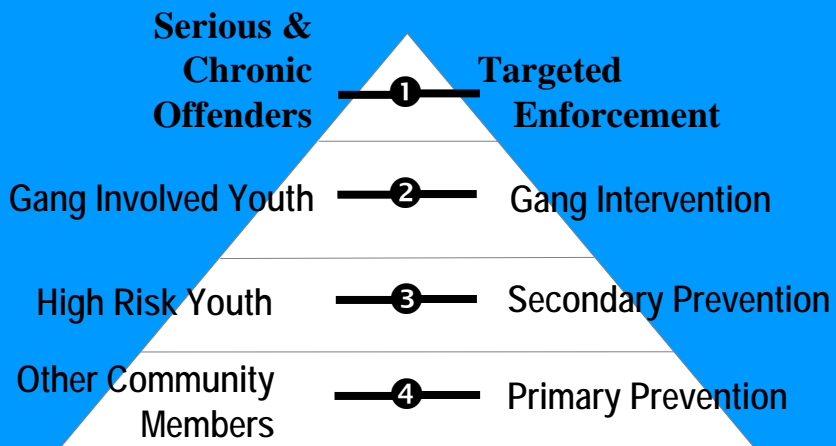 Serious &
Chronic
Offenders
❶
Targeted
Enforcement
Gang Involved Youth
❷
Gang Intervention
High Risk Youth
❸
Secondary Prevention
Other Community
Members
❹
Primary Prevention